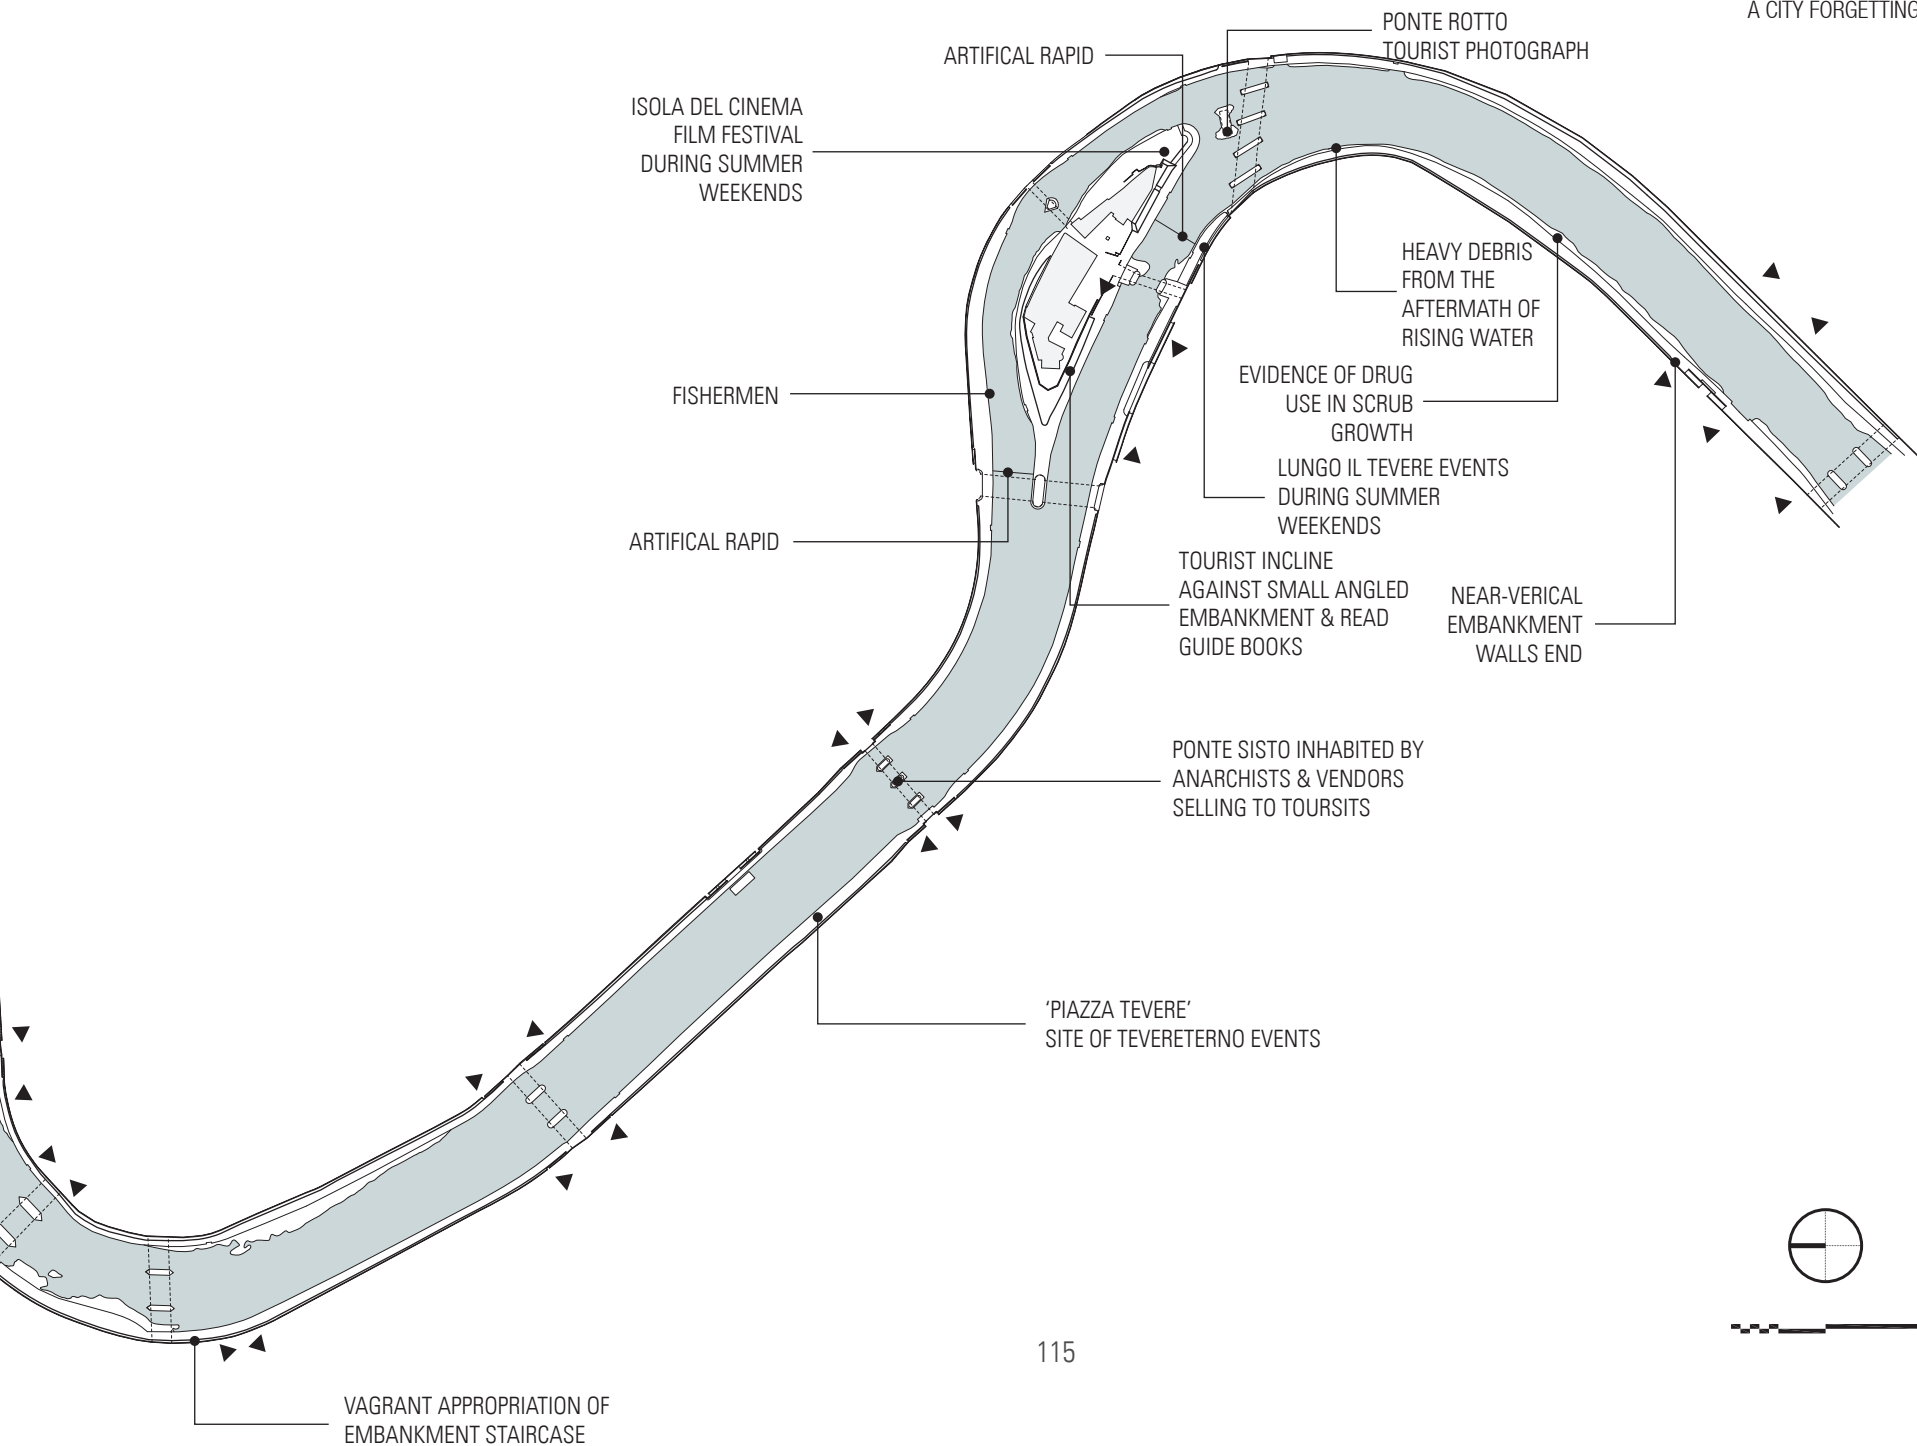 A CITY FORGETTING
PONTE ROTTO
TOURIST PHOTOGRAPH
ARTIFICAL RAPID
ISOLA DEL CINEMA
FILM FESTIVAL
DURING SUMMER
WEEKENDS
HEAVY DEBRIS
FROM THE
AFTERMATH OF
RISING WATER
EVIDENCE OF DRUG
USE IN SCRUB
GROWTH
FISHERMEN
LUNGO IL TEVERE EVENTS
DURING SUMMER
WEEKENDS
ARTIFICAL RAPID
TOURIST INCLINE
AGAINST SMALL ANGLED
EMBANKMENT & READ
GUIDE BOOKS
NEAR-VERICAL
EMBANKMENT
WALLS END
PONTE SISTO INHABITED BY
ANARCHISTS & VENDORS
SELLING TO TOURSITS
‘PIAZZA TEVERE’
SITE OF TEVERETERNO EVENTS
115
VAGRANT APPROPRIATION OF
EMBANKMENT STAIRCASE